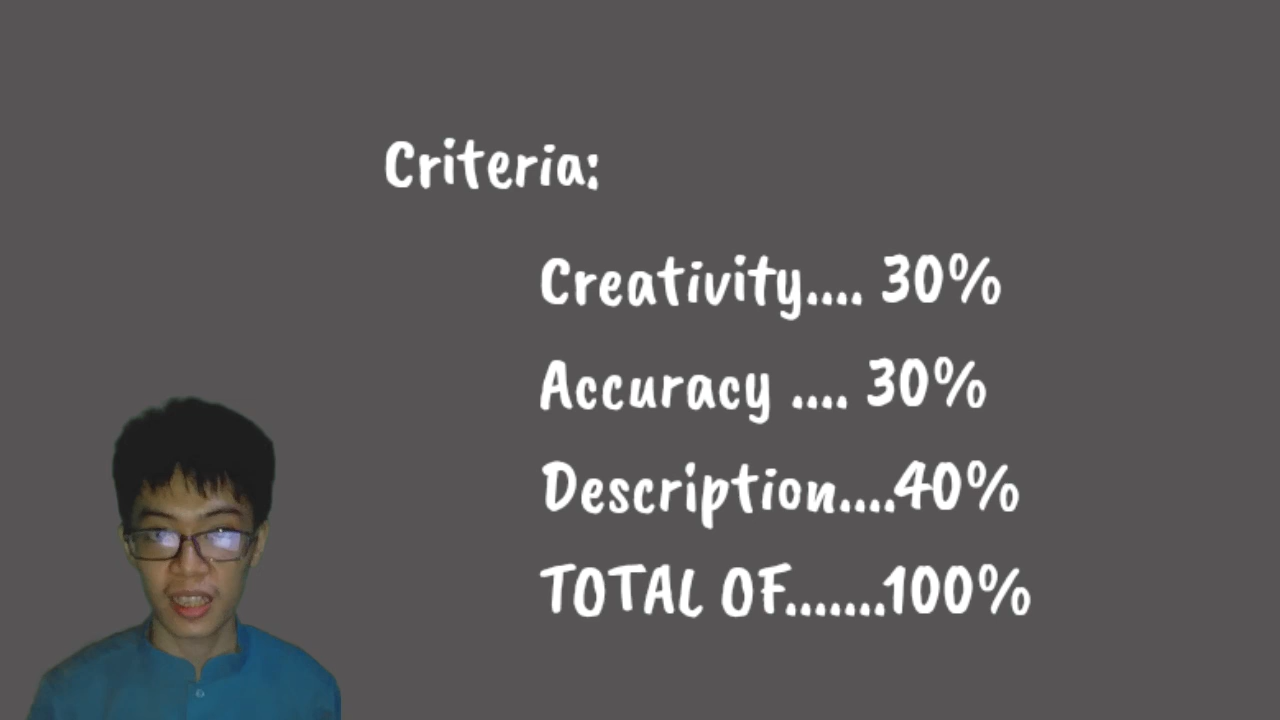 Criteria:
Creativity.... 30%
Accuracy .... 30%
Description....40%
TOTAL OF.......100%